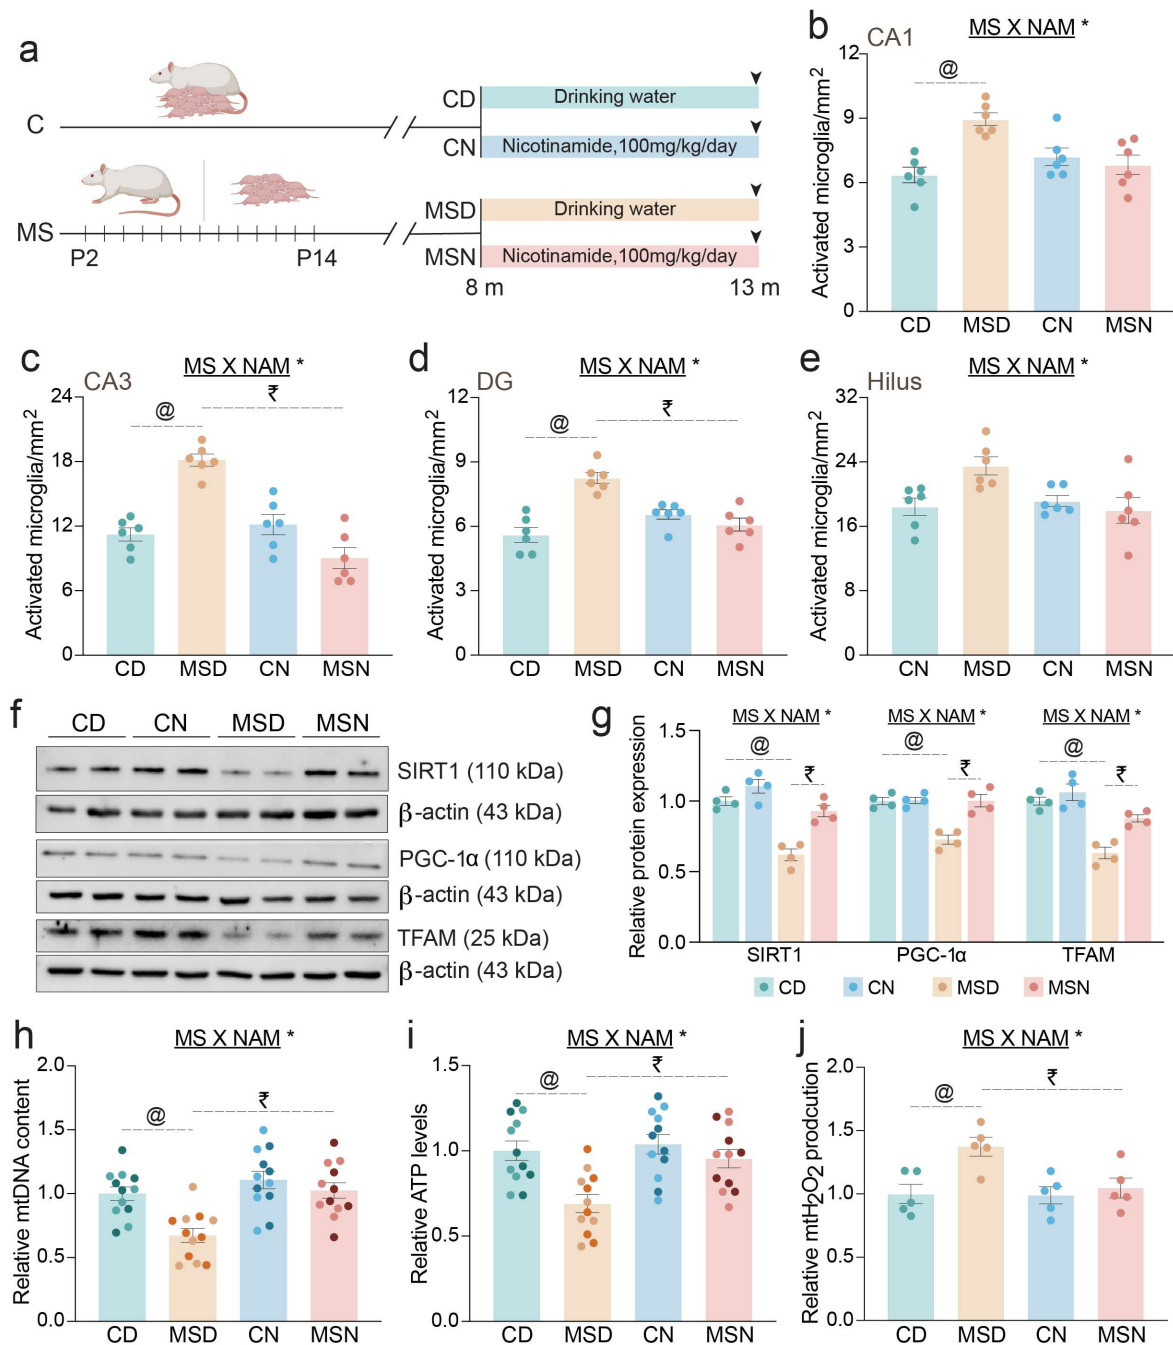 a
C
MS
P2
P14
CD
Drinking water
CN
Nicotinamide,100mg/kg/day
MSD
Drinking water
MSN
Nicotinamide,100mg/kg/day
8 m
13 m
b
CA1
MS X NAM *
@
Activated microglia/mm2
12
9
6
3
0
CD MSD CN MSN
c
CA3
MS X NAM *
@
₹
Activated microglia/mm2
24
18
12
6
0
CD MSD CN MSN
d
DG
MS X NAM *
@
₹
Activated microglia/mm2
12
9
6
3
0
CD MSD CN MSN
e
Hilus
MS X NAM *
Activated microglia/mm2
32
24
16
8
0
CN MSD CN MSN
f
CD CN MSD MSN
SIRT1 (110 kDa)
β-actin (43 kDa)
PGC-1α (110 kDa)
β-actin (43 kDa)
TFAM (25 kDa)
β-actin (43 kDa)
g
MS X NAM * MS X NAM * MS X NAM *
@ ₹ @ ₹ @ ₹
Relative protein expression
1.5
1.0
0.5
0.0
SIRT1 PGC-1α TFAM
CD CN MSD MSN
h
MS X NAM *
@
₹
Relative mtDNA content
2.0
1.5
1.0
0.5
0.0
CD MSD CN MSN
i
MS X NAM *
@
₹
Relative ATP levels
1.5
1.0
0.5
0.0
CD MSD CN MSN
j
MS X NAM *
@
₹
Relative mtH2O2 prodcution
2.0
1.5
1.0
0.5
0.0
CD MSD CN MSN